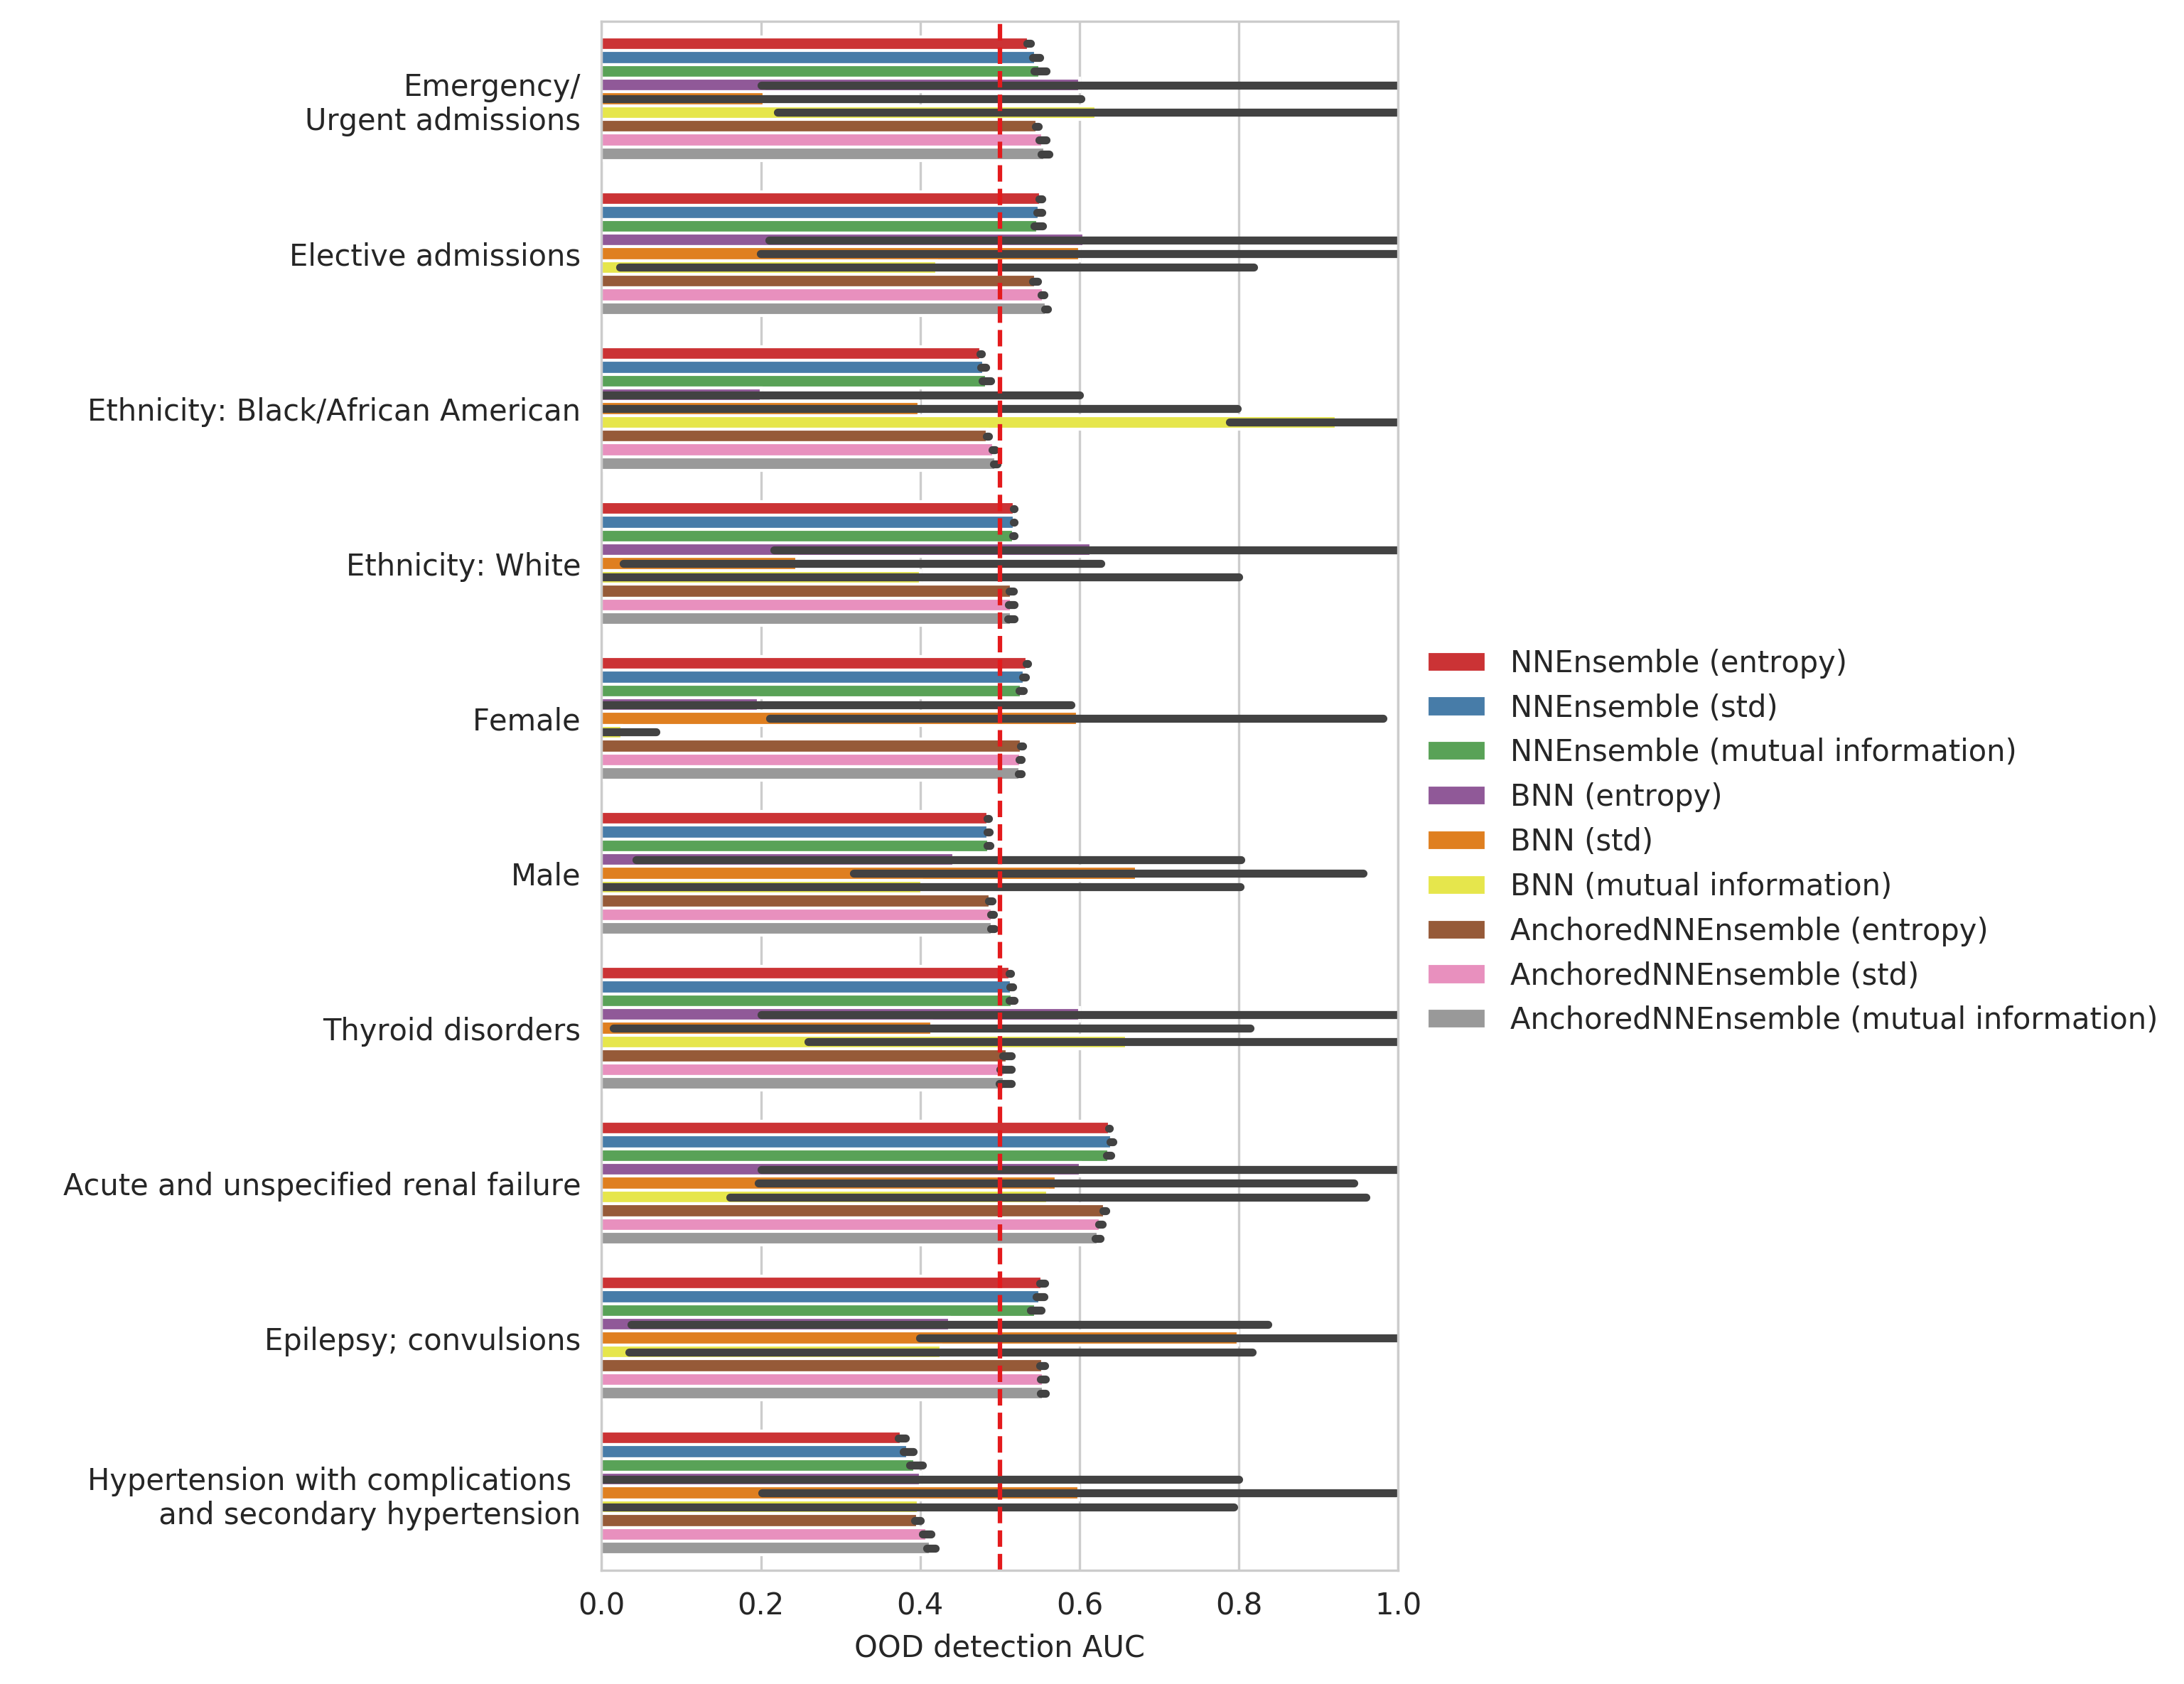 Emergency/
Urgent admissions
Elective admissions
Ethnicity: Black/African American
Ethnicity: White
Female
Male
Thyroid disorders
Acute and unspecified renal failure
Epilepsy; convulsions
Hypertension with complications
and secondary hypertension
0.0 0.2 0.4 0.6 0.8 1.0
OOD detection AUC
NNEnsemble (entropy)
NNEnsemble (std)
NNEnsemble (mutual information)
BNN (entropy)
BNN (std)
BNN (mutual information)
AnchoredNNEnsemble (entropy)
AnchoredNNEnsemble (std)
AnchoredNNEnsemble (mutual information)